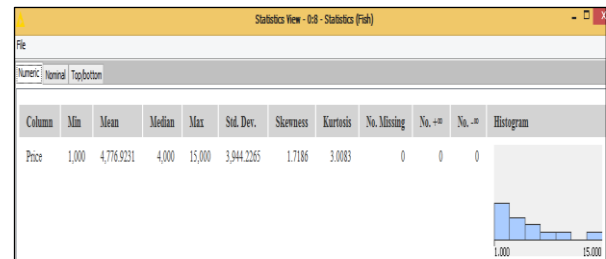 Statistics View - 0:8 - Statistics (Fish)
File
Numeric Nominal Top/bottom
Column Min Mean Median Max Std. Dev. Skewness Kurtosis No. Missing No. +∞ No. -∞ Histogram
Price 1,000 4,776.9231 4,000 15,000 3,944.2265 1.7186 3.0083 0 0 0
1.000 15.000